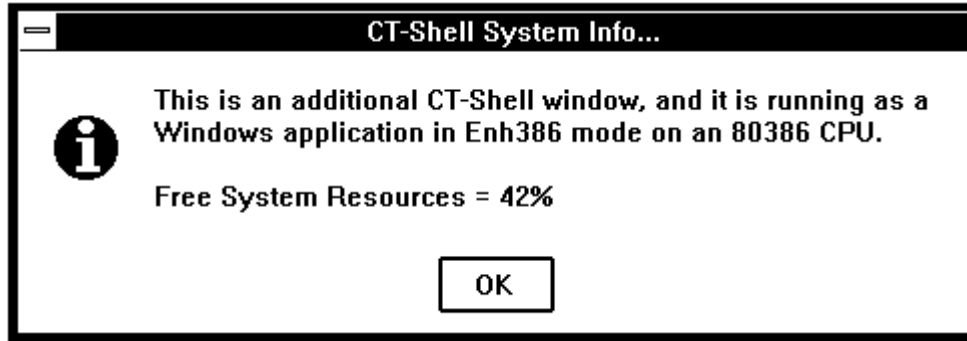 CT-Shell System Info...
This is an additional CT-Shell window, and it is running as a
Windows application in Enh386 mode on an 80386 CPU.
Free System Resources = 42%
OK